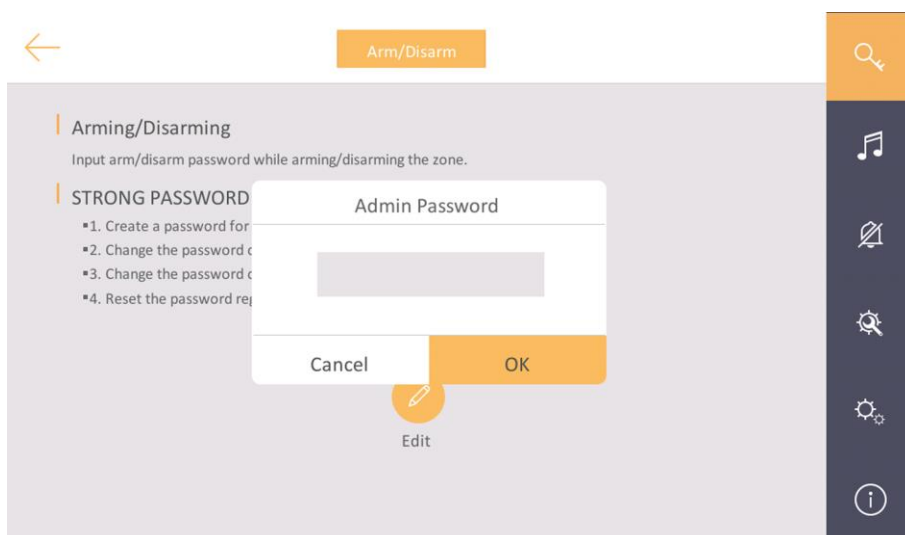 Arm/Disarm
Arming/Disarming
Input arm/disarm password while arming/disarming the zone.
STRONG PASSWORD
▪1. Create a password for
▪2. Change the password
▪3. Change the password
▪4. Reset the password
Admin Password
Cancel
OK
Edit